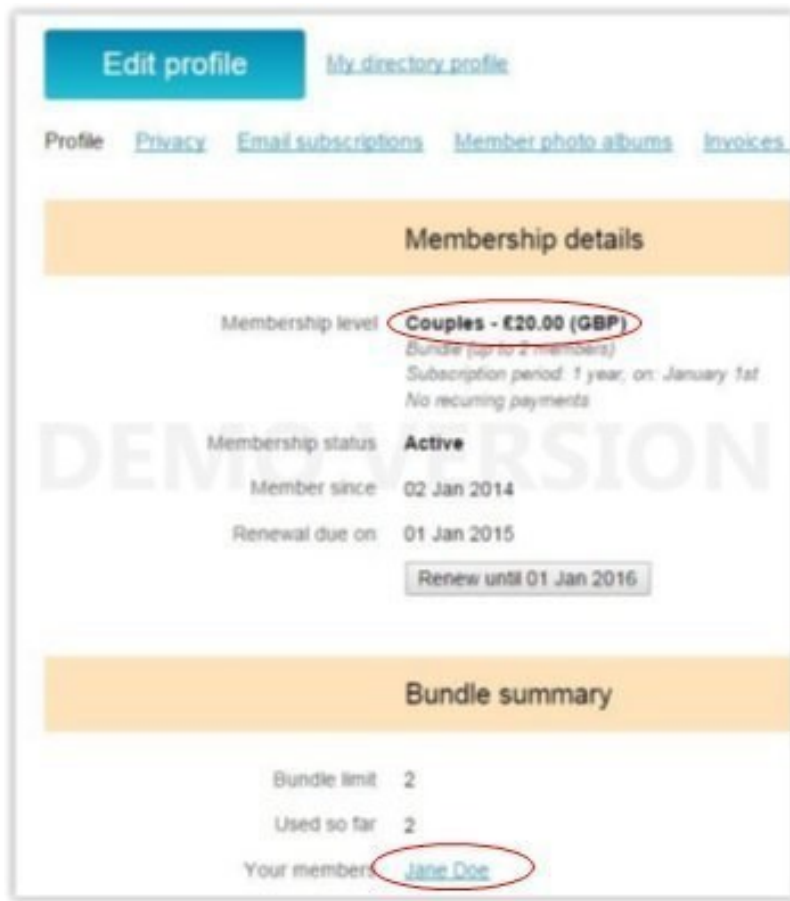 Edit profile My directory profile
Profile Privacy Email subscriptions Member photo albums Invoices
Membership details
Membership level Couples - £20.00 (GBP)
Bundle (up to 2 members)
Subscription period: 1 year, on: January 1st
No recurring payments
DEMO VERSION
Membership status Active
Member since 02 Jan 2014
Renewal due on 01 Jan 2015
Renew until 01 Jan 2016
Bundle summary
Bundle limit 2
Used so far 2
Your members Jane Doe